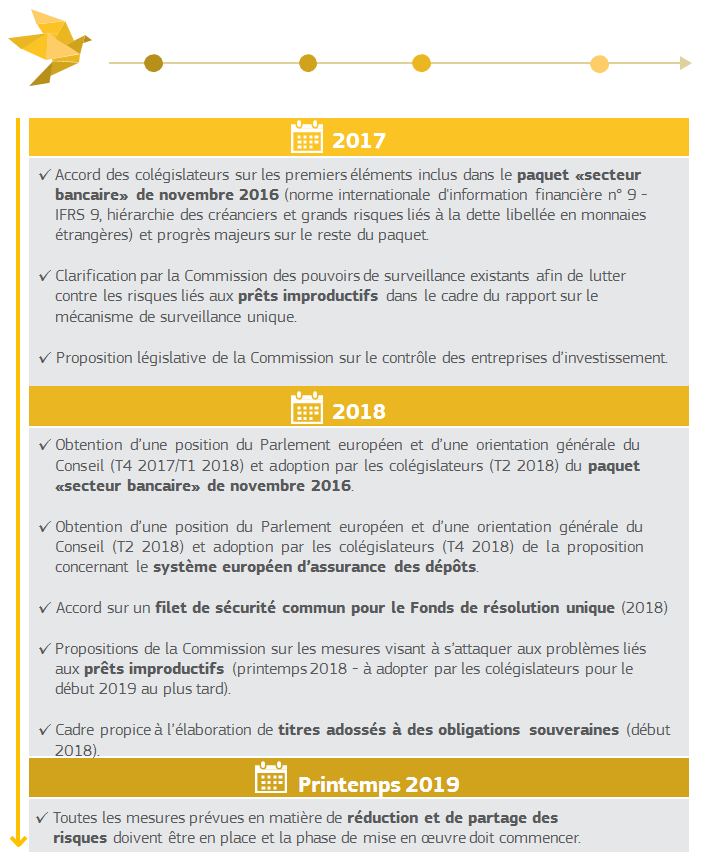 2017
✓ Accord des colégislateurs sur les premiers éléments inclus dans le paquet «secteur
bancaire» de novembre 2016 (norme internationale d'information financière n° 9 -
IFRS 9, hiérarchie des créanciers et grands risques liés à la dette libellée en monnaies
étrangères) et progrès majeurs sur le reste du paquet.
✓ Clarification par la Commission des pouvoirs de surveillance existants afin de lutter
contre les risques liés aux prêts improductifs dans le cadre du rapport sur le
mécanisme de surveillance unique.
✓ Proposition législative de la Commission sur le contrôle des entreprises d'investissement.
2018
✓ Obtention d'une position du Parlement européen et d'une orientation générale du
Conseil (T4 2017/T1 2018) et adoption par les colégislateurs (T2 2018) du paquet
«secteur bancaire» de novembre 2016.
✓ Obtention d'une position du Parlement européen et d'une orientation générale du
Conseil (T2 2018) et adoption par les colégislateurs (T4 2018) de la proposition
concernant le système européen d'assurance des dépôts.
✓ Accord sur un filet de sécurité commun pour le Fonds de résolution unique (2018)
✓ Propositions de la Commission sur les mesures visant à s'attaquer aux problèmes liés
aux prêts improductifs (printemps 2018 - à adopter par les colégislateurs pour le
début 2019 au plus tard).
✓ Cadre propice à l'élaboration de titres adossés à des obligations souveraines (début
2018).
Printemps 2019
✓ Toutes les mesures prévues en matière de réduction et de partage des
risques doivent être en place et la phase de mise en œuvre doit commencer.